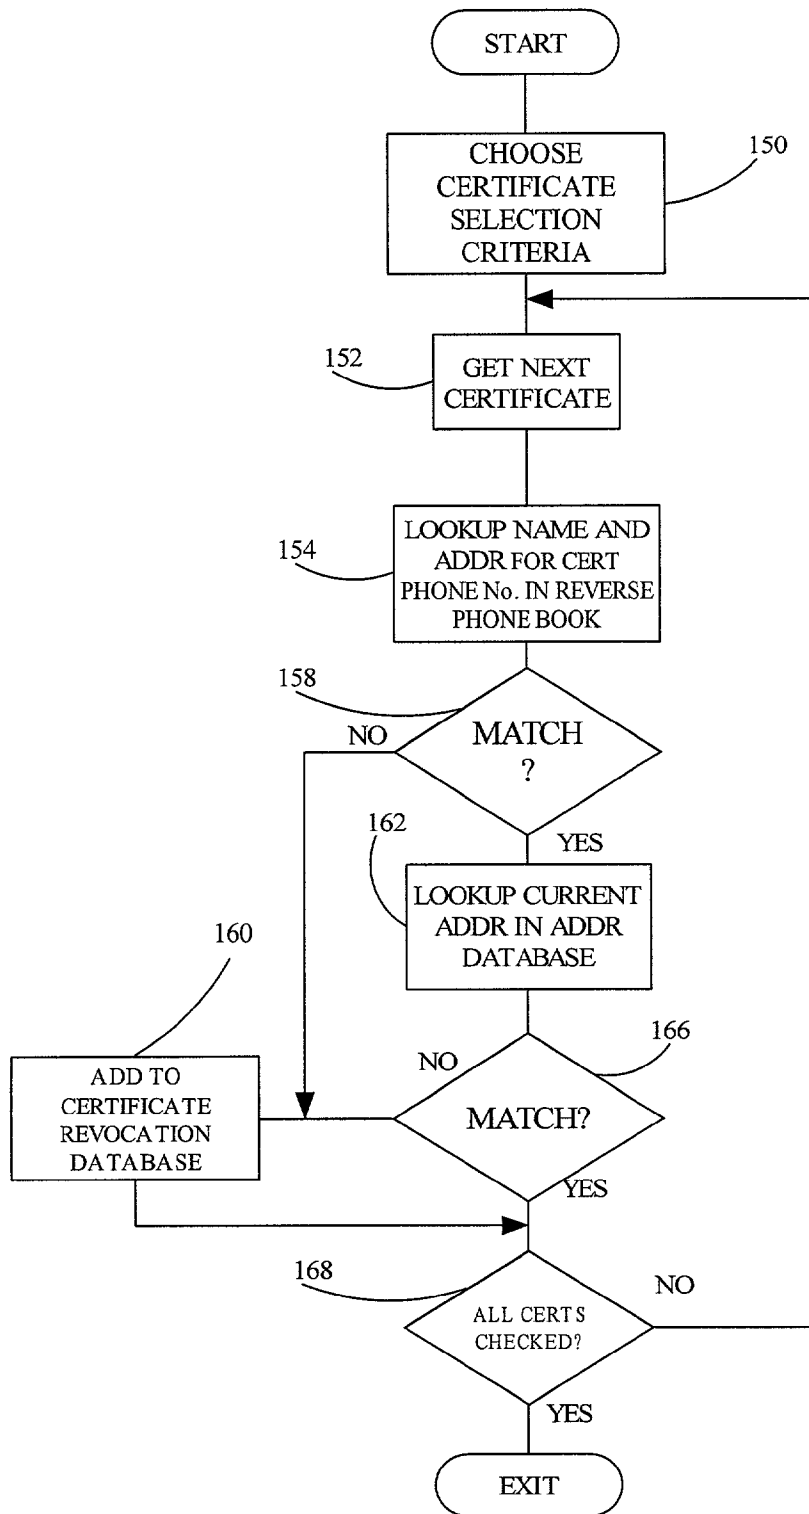 START
CHOOSE
CERTIFICATE
SELECTION
CRITERIA
150
152
GET NEXT
CERTIFICATE
154
LOOKUP NAME AND
ADDR FOR CERT
PHONE No. IN REVERSE
PHONE BOOK
158
NO
MATCH
?
YES
162
LOOKUP CURRENT
ADDR IN ADDR
DATABASE
160
NO
166
ADD TO
CERTIFICATE
REVOCATION
DATABASE
MATCH?
YES
168
NO
ALL CERTS
CHECKED?
YES
EXIT